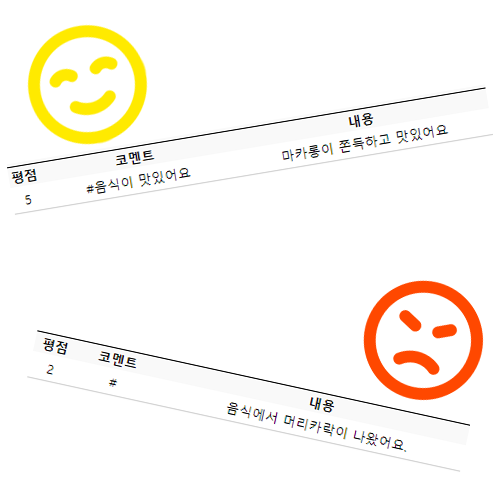 평점 코멘트 내용
5 #음식이 맛있어요 마카롱이 쫀득하고 맛있어요
평점 코멘트 내용
2 # 음식에서 머리카락이 나왔어요.